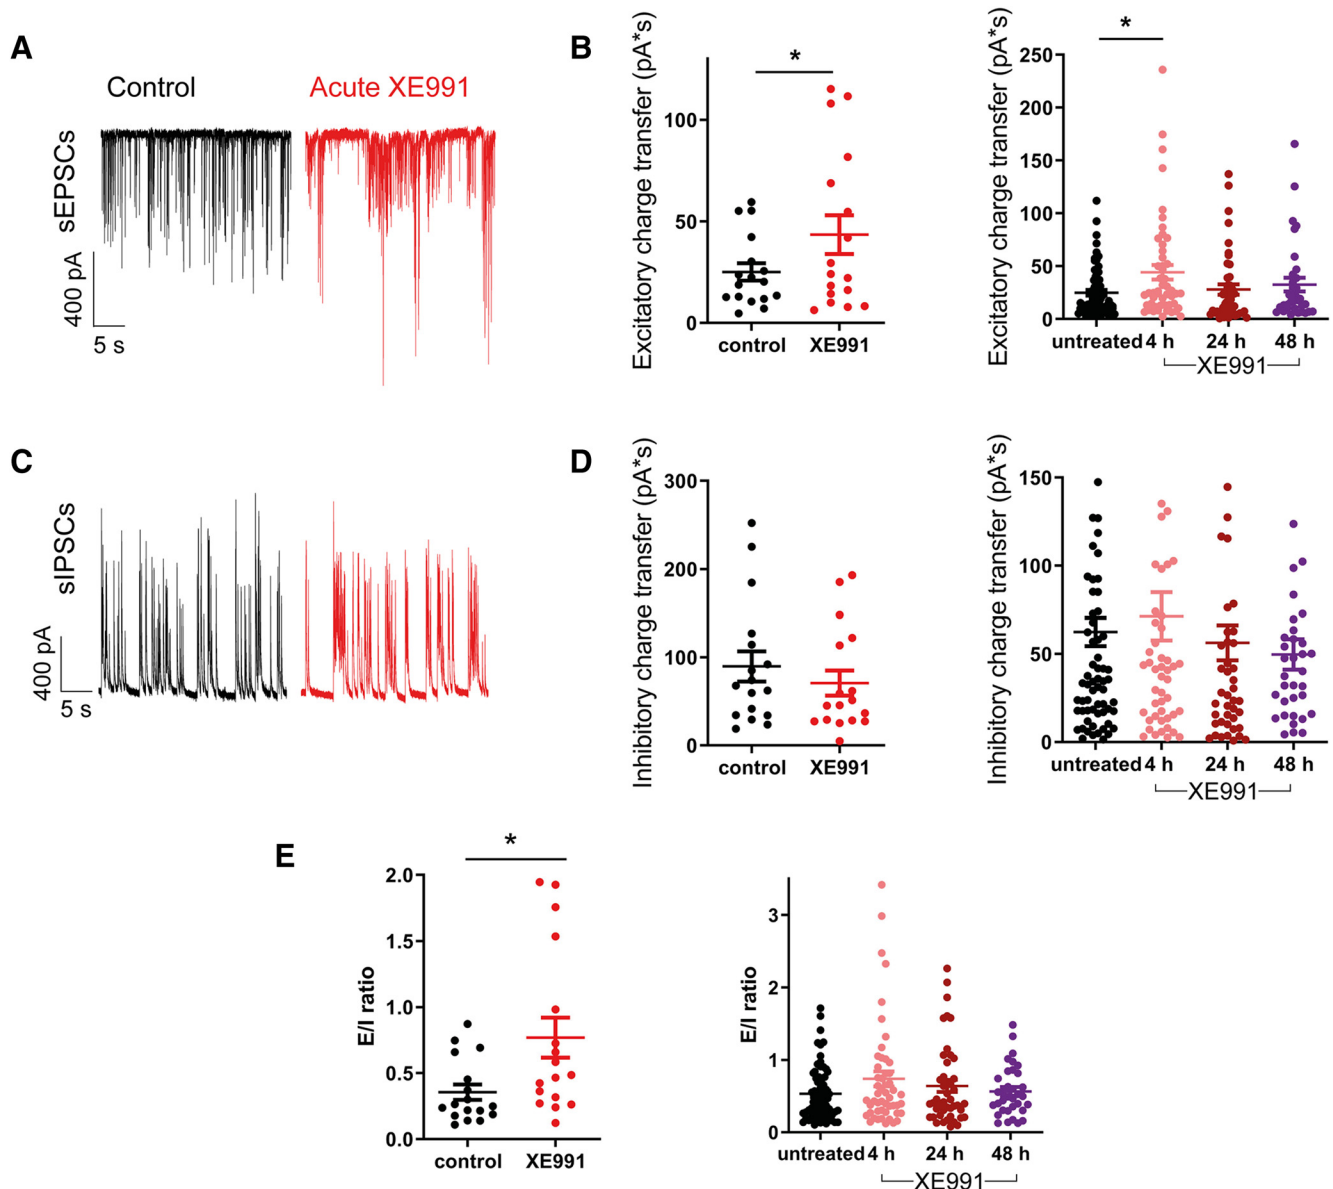 A
Control
Acute XE991
sEPSCs
400 pA
5 s
B
Excitatory charge transfer (pA*s)
100
50
0
*
control
XE991
Excitatory charge transfer (pA*s)
250
200
150
100
50
0
*
untreated
4 h
24 h
48 h
XE991
C
sIPSCs
400 pA
5 s
D
Inhibitory charge transfer (pA*s)
300
200
100
0
control
XE991
Inhibitory charge transfer (pA*s)
150
100
50
0
untreated
4 h
24 h
48 h
XE991
E
E/I ratio
2.0
1.5
1.0
0.5
0.0
*
control
XE991
E/I ratio
3
2
1
0
untreated
4 h
24 h
48 h
XE991